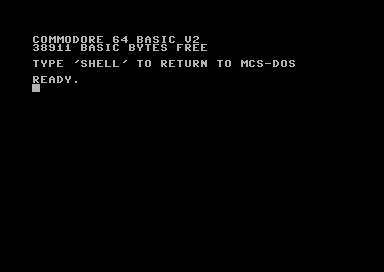 COMMODORE 64 BASIC V2
38911 BASIC BYTES FREE
TYPE 'SHELL' TO RETURN TO MCS-DOS
READY.